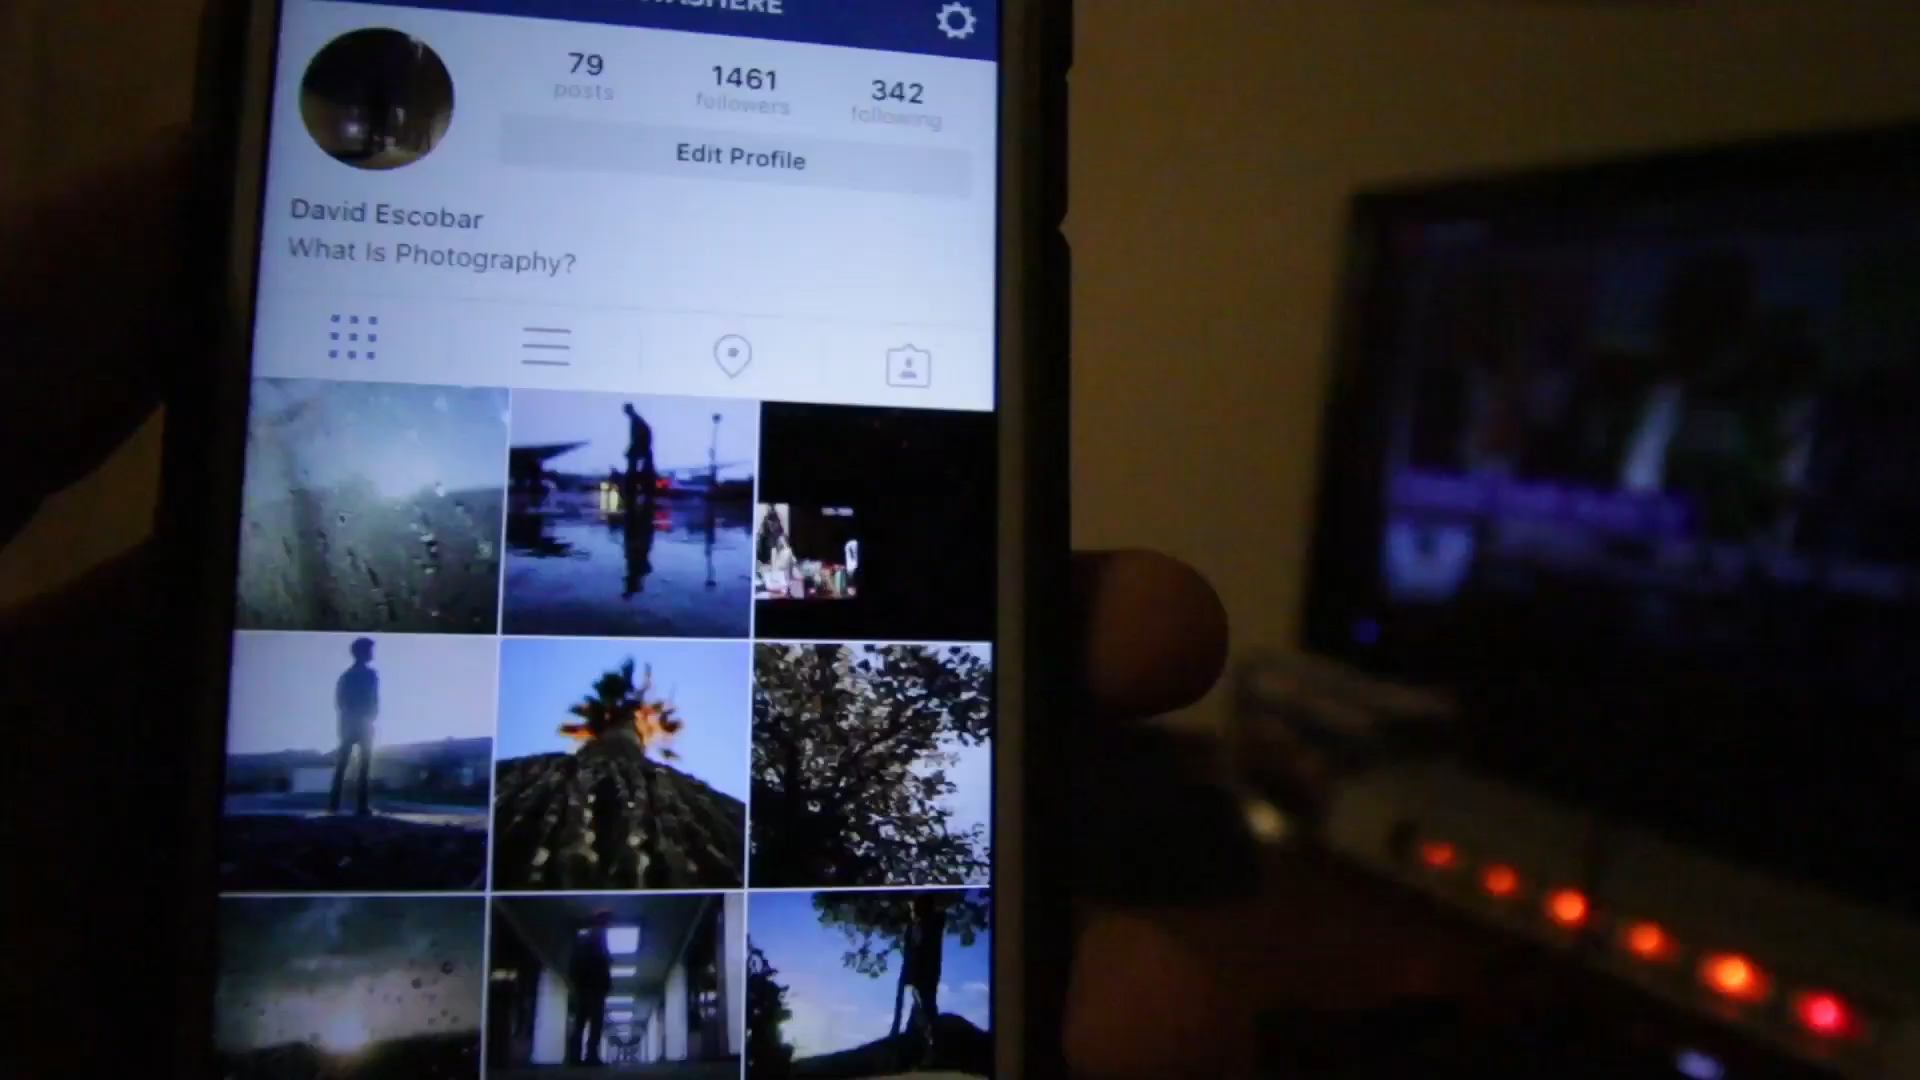 79 1461 342
posts followers following
Edit Profile
David Escobar
What Is Photography?